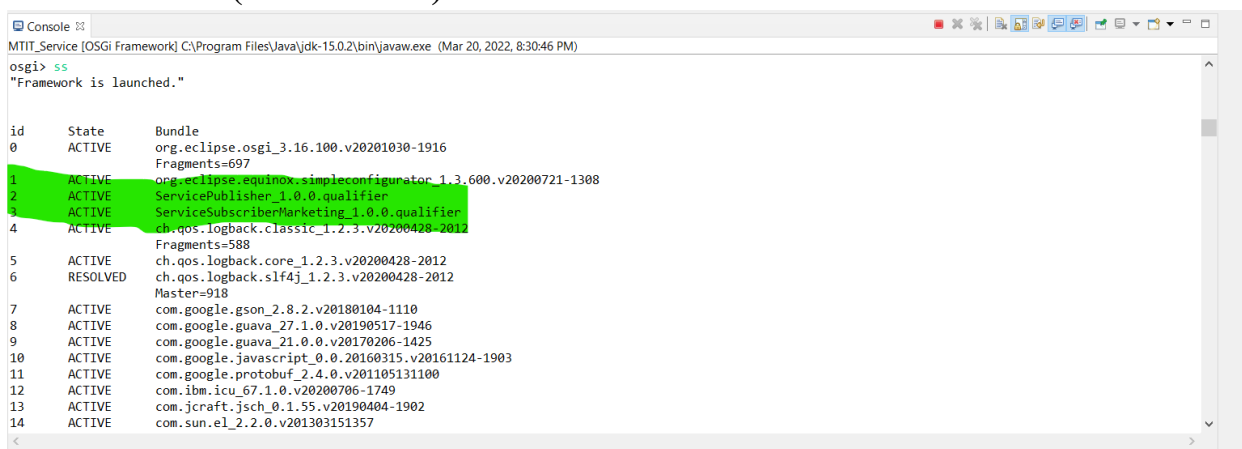 Console
MTIT_Service [OSGi Framework] C:\Program Files\Java\jdk-15.0.2\bin\javaw.exe (Mar 20, 2022, 8:30:46 PM)
osgi> ss
"Framework is launched."
id State Bundle
0 ACTIVE org.eclipse.osgi_3.16.100.v20201030-1916
Fragments=697
1 ACTIVE org.eclipse.equinox.simpleconfigurator_1.3.600.v20200721-1308
2 ACTIVE ServicePublisher_1.0.0.qualifier
3 ACTIVE ServiceSubscriberMarketing_1.0.0.qualifier
4 ACTIVE ch.qos.logback.classic_1.2.3.v20200428-2012
Fragments=588
5 ACTIVE ch.qos.logback.core_1.2.3.v20200428-2012
6 RESOLVED ch.qos.logback.slf4j_1.2.3.v20200428-2012
Master=918
7 ACTIVE com.google.gson_2.8.2.v20180104-1110
8 ACTIVE com.google.guava_27.1.0.v20190517-1946
9 ACTIVE com.google.guava_21.0.0.v20170206-1425
10 ACTIVE com.google.javascript_0.0.20160315.v20161124-1903
11 ACTIVE com.google.protobuf_2.4.0.v201105131100
12 ACTIVE com.ibm.icu_67.1.0.v20200706-1749
13 ACTIVE com.jcraft.jsch_0.1.55.v20190404-1902
14 ACTIVE com.sun.el_2.2.0.v201303151357